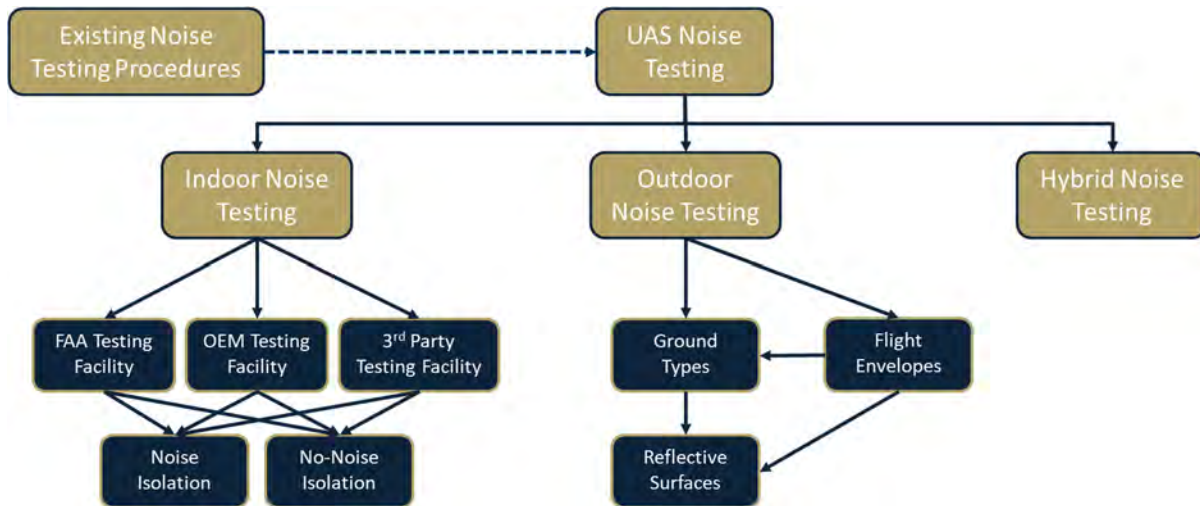 Existing Noise
Testing Procedures
UAS Noise
Testing
Indoor Noise
Testing
Outdoor
Noise Testing
Hybrid Noise
Testing
FAA Testing
Facility
OEM Testing
Facility
3rd Party
Testing Facility
Ground
Types
Flight
Envelopes
Noise
Isolation
No-Noise
Isolation
Reflective
Surfaces